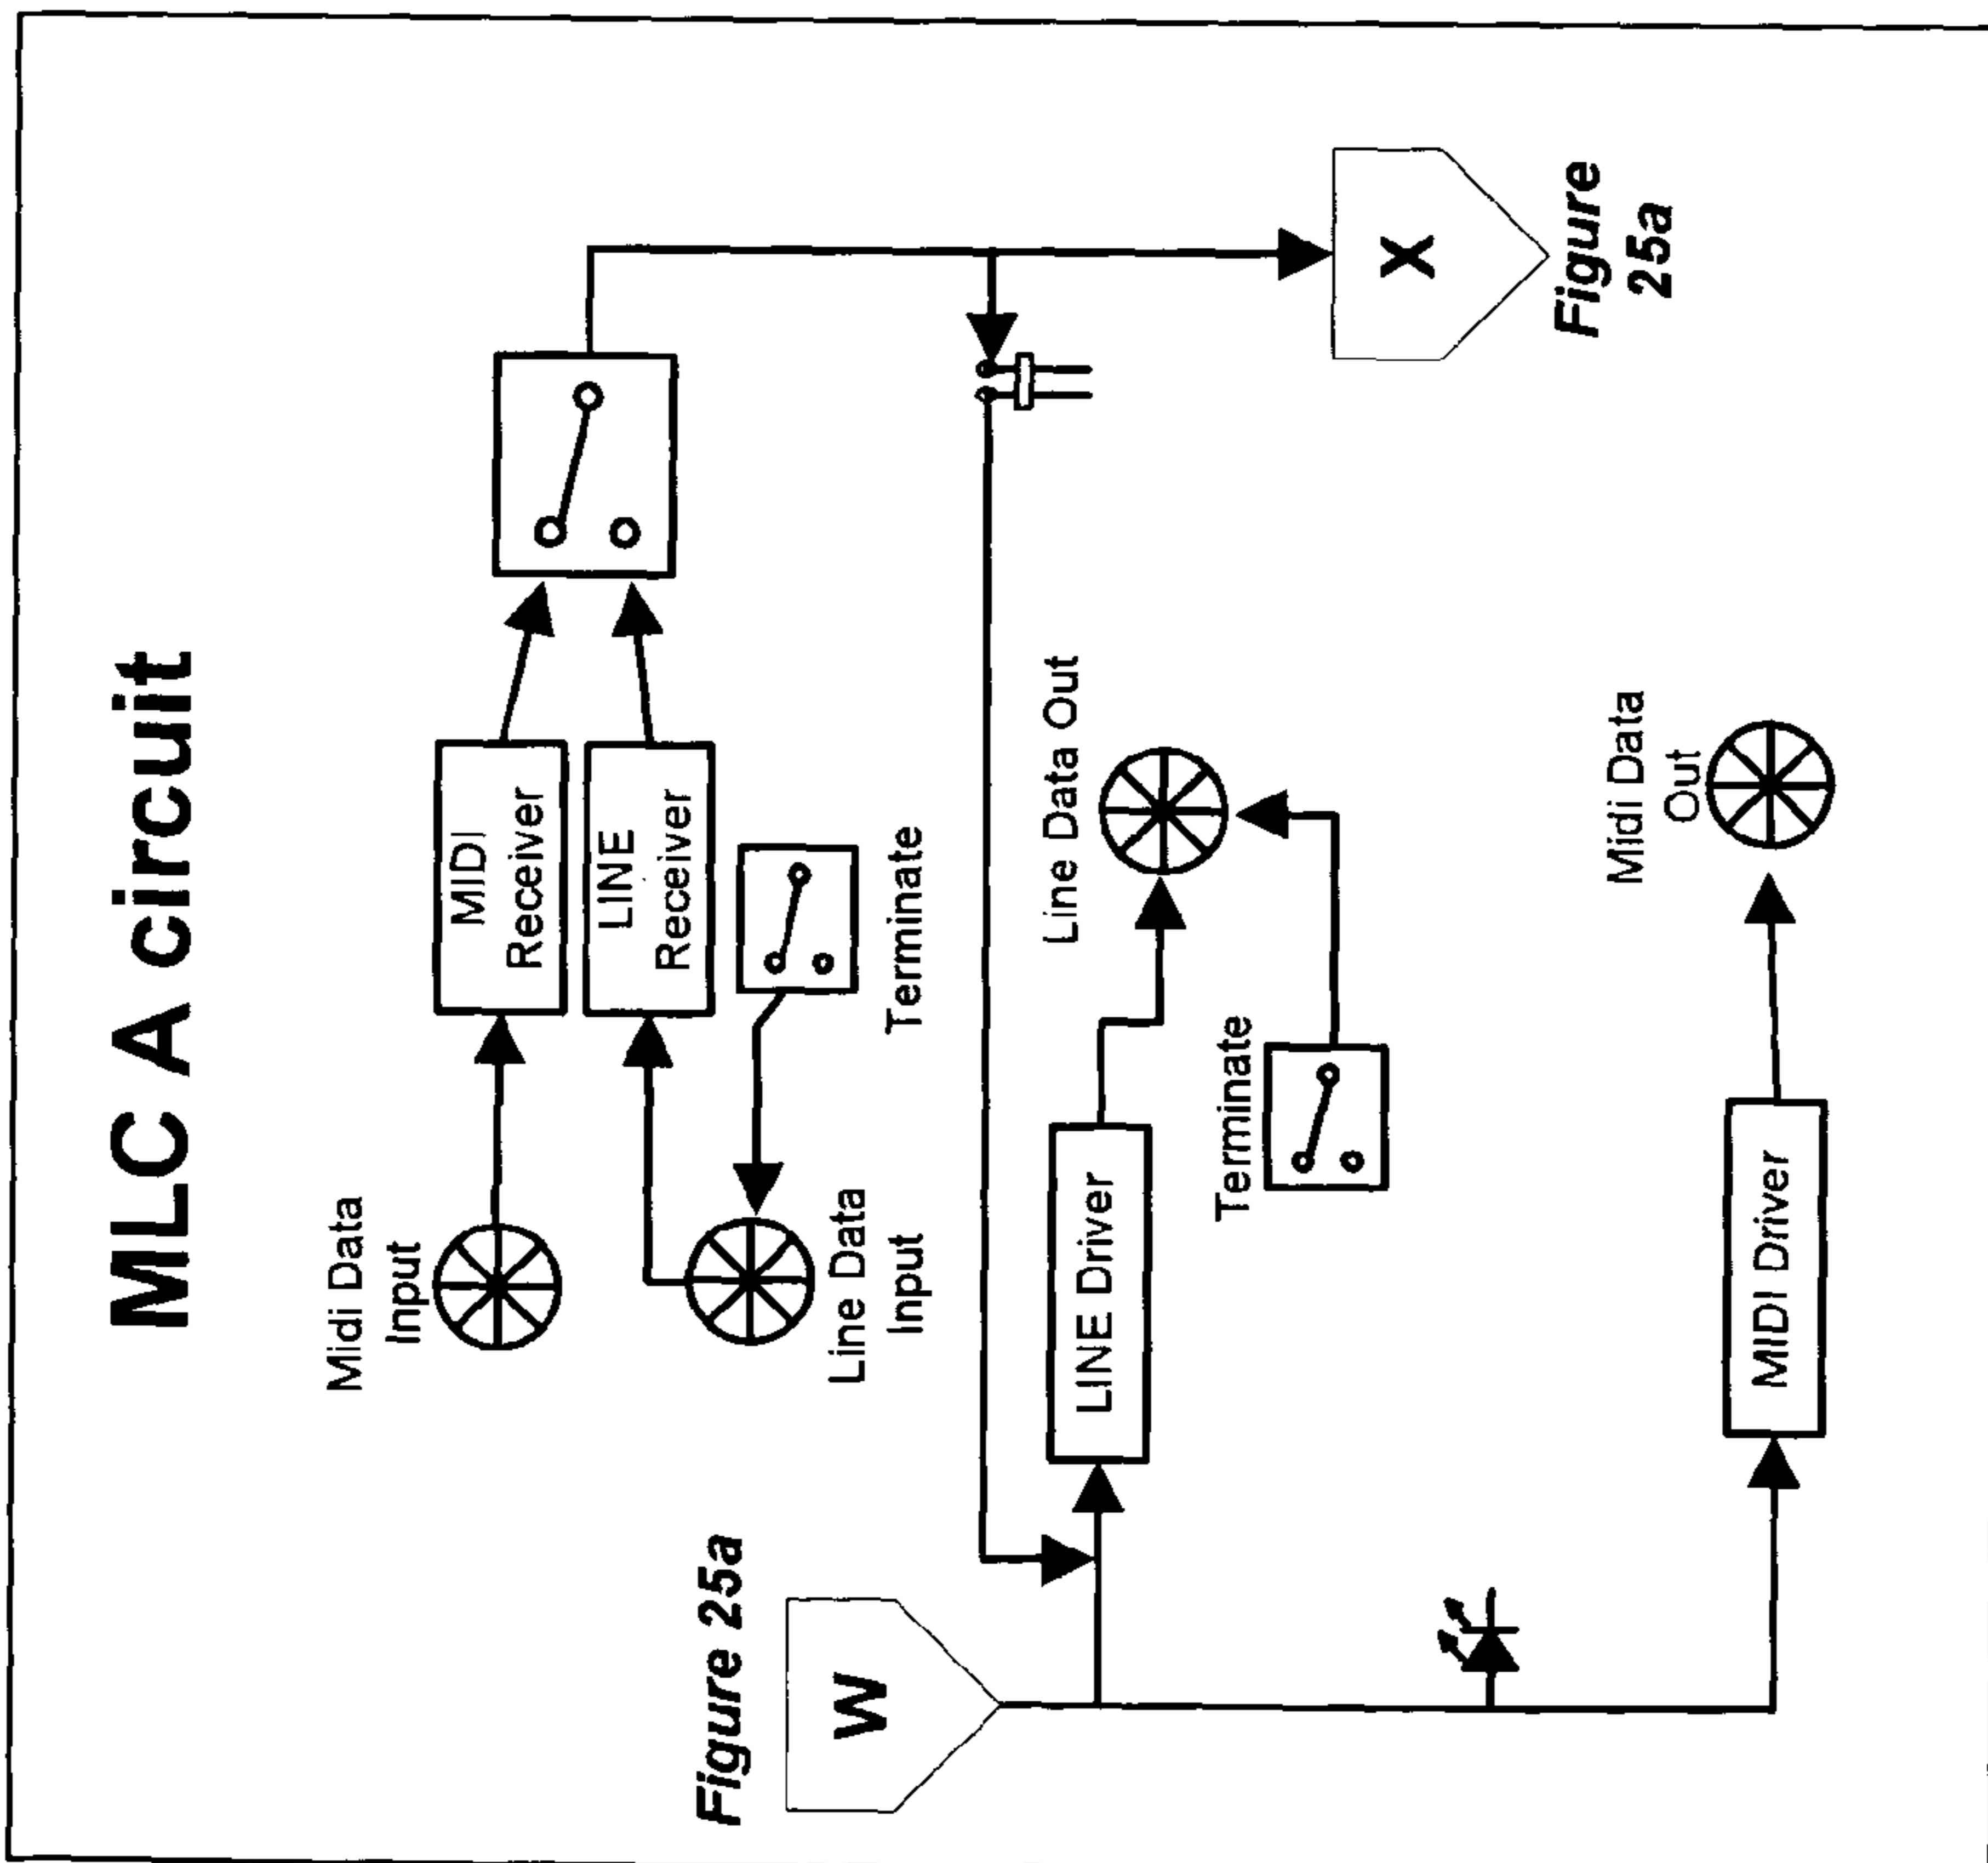 MLC A circuit
Midi Data
Input
MIDI
Receiver
LINE
Receiver
Line Data
Input
Terminate
Figure 25a
W
LINE Driver
Line Data Out
Terminate
X
Figure
25a
MIDI Driver
Midi Data
Out